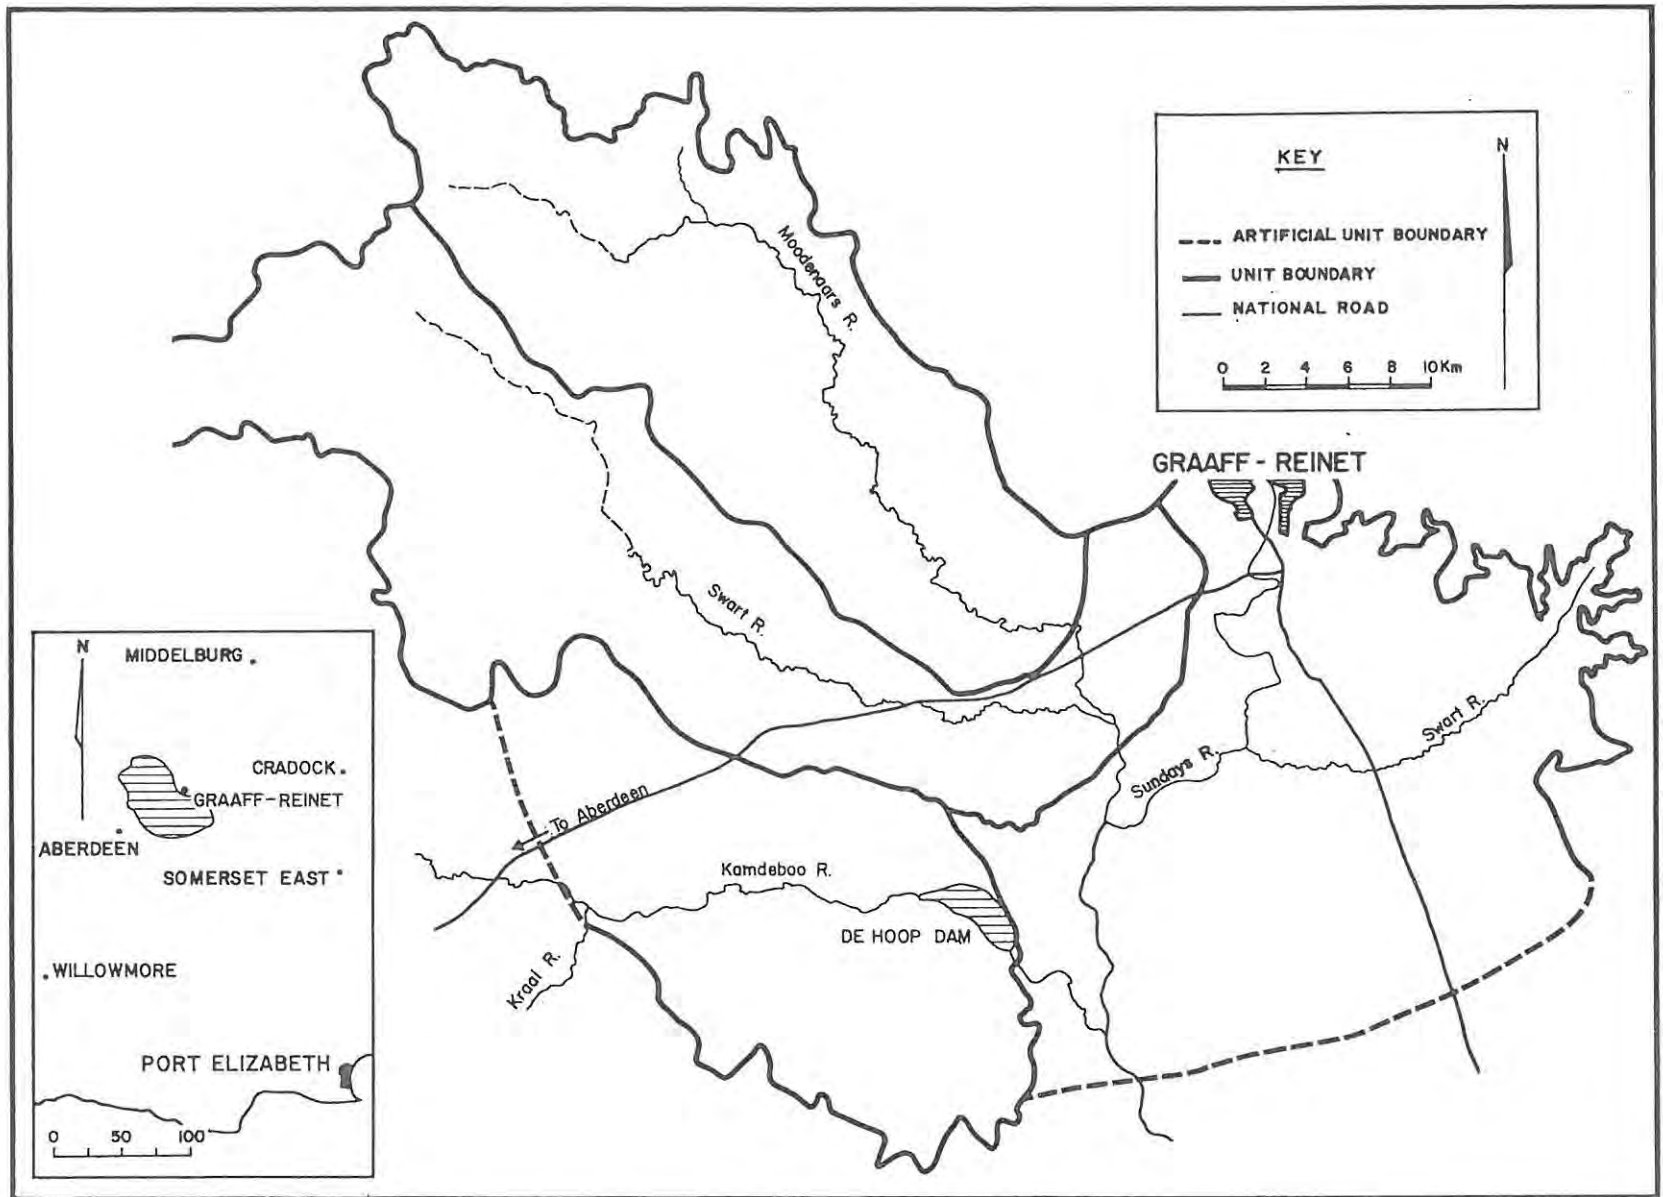 KEY
N
ARTIFICIAL UNIT BOUNDARY
UNIT BOUNDARY
NATIONAL ROAD
0 2 4 6 8 10Km
GRAAFF - REINET
Moodenaars R.
Swart R.
Swart R.
Sundays R.
To Aberdeen
Kamdeboo R.
DE HOOP DAM
Kraal R.
N
MIDDELBURG
CRADOCK
GRAAFF-REINET
ABERDEEN
SOMERSET EAST
WILLOWMORE
PORT ELIZABETH
0 50 100